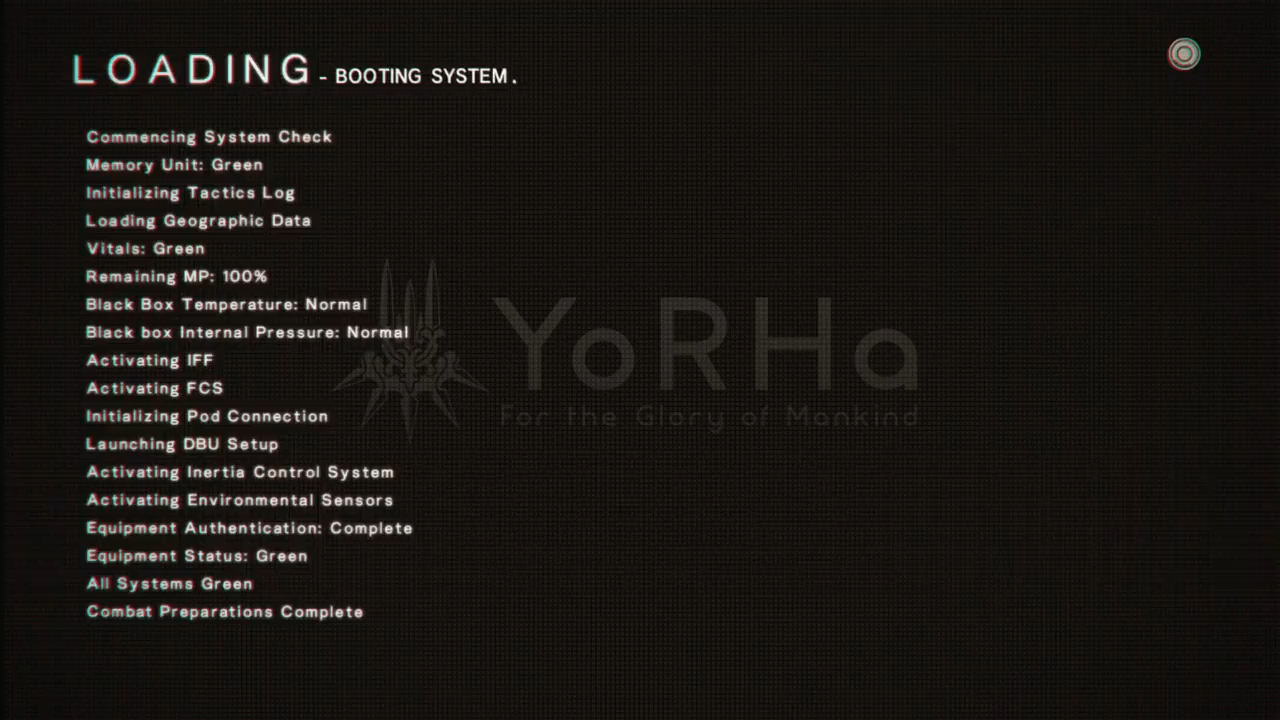 LOADING - BOOTING SYSTEM.
Commencing System Check
Memory Unit: Green
Initializing Tactics Log
Loading Geographic Data
Vitals: Green
Remaining MP: 100%
Black Box Temperature: Normal
Black box Internal Pressure: Normal
Activating IFF
Activating FCS
Initializing Pod Connection
Launching DBU Setup
Activating Inertia Control System
Activating Environmental Sensors
Equipment Authentication: Complete
Equipment Status: Green
All Systems Green
Combat Preparations Complete
YoRHa
For the Glory of Mankind